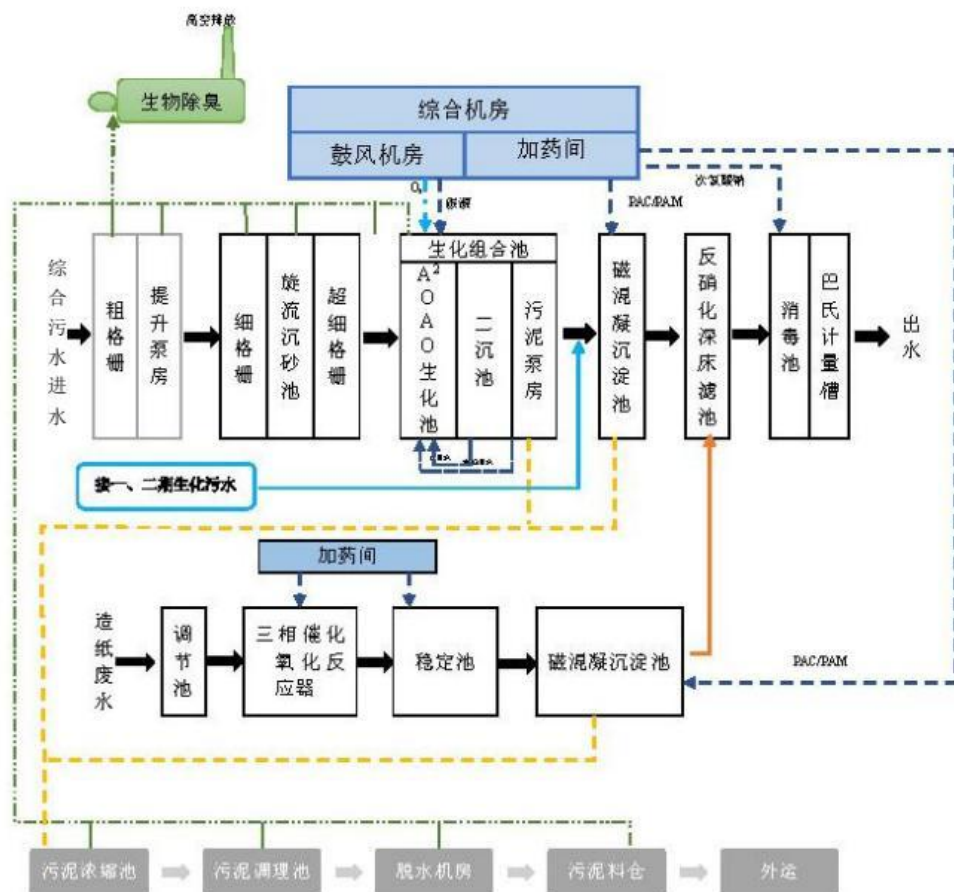 高空排放
生物除臭
综合机房
鼓风机房
加药间
碳源
PAC/PAM
次氯酸钠
综合污水进水
粗格栅
提升泵房
细格栅
旋流沉砂池
超细格栅
生化组合池
A²OAO生化池
二沉池
污泥泵房
磁混凝沉淀池
反硝化深床滤池
消毒池
巴氏计量槽
出水
接一、二期生化污水
加药间
造纸废水
调节池
三相催化
氧化反
应器
稳定池
磁混凝沉淀池
PAC/PAM
污泥浓缩池
污泥调理池
脱水机房
污泥料仓
外运